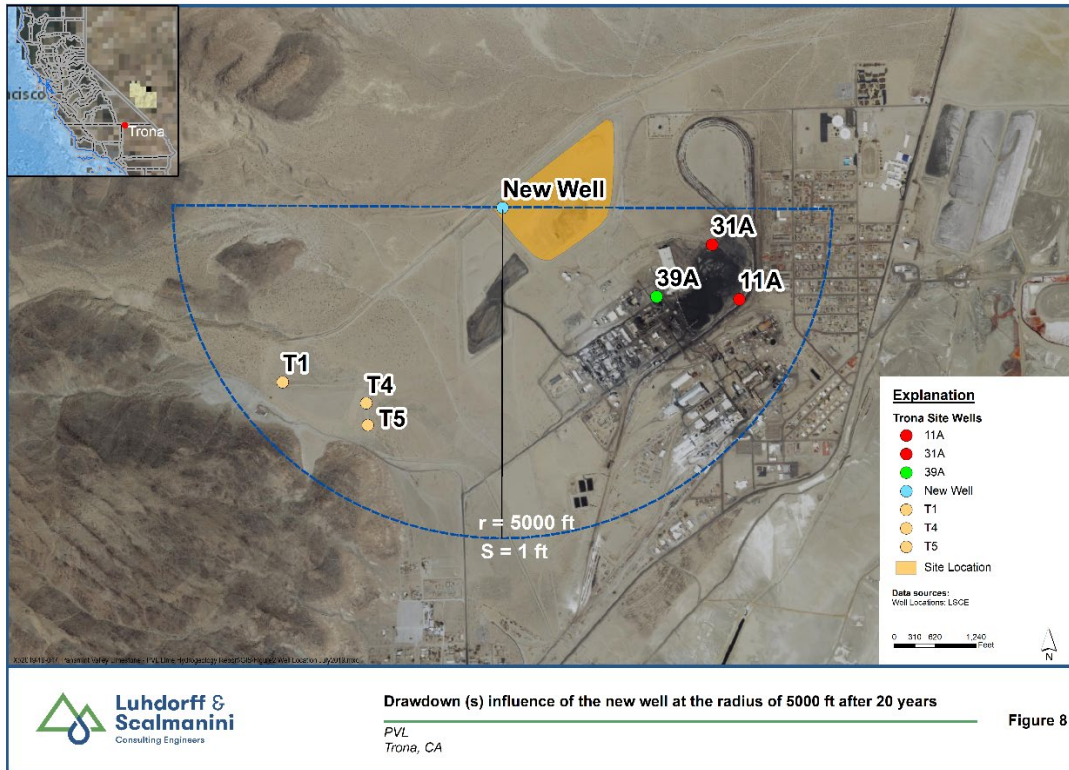 ncisco
Trona
New Well
31A
39A
11A
T1
T4
T5
r = 5000 ft
S = 1 ft
Explanation
Trona Site Wells
11A
31A
39A
New Well
T1
T4
T5
Site Location
Data sources:
Well Locations: LSCE
0 310 620 1,240
Feet
N
Luhdorff &
Scalmanini
Consulting Engineers
Drawdown (s) influence of the new well at the radius of 5000 ft after 20 years
PVL
Trona, CA
Figure 8